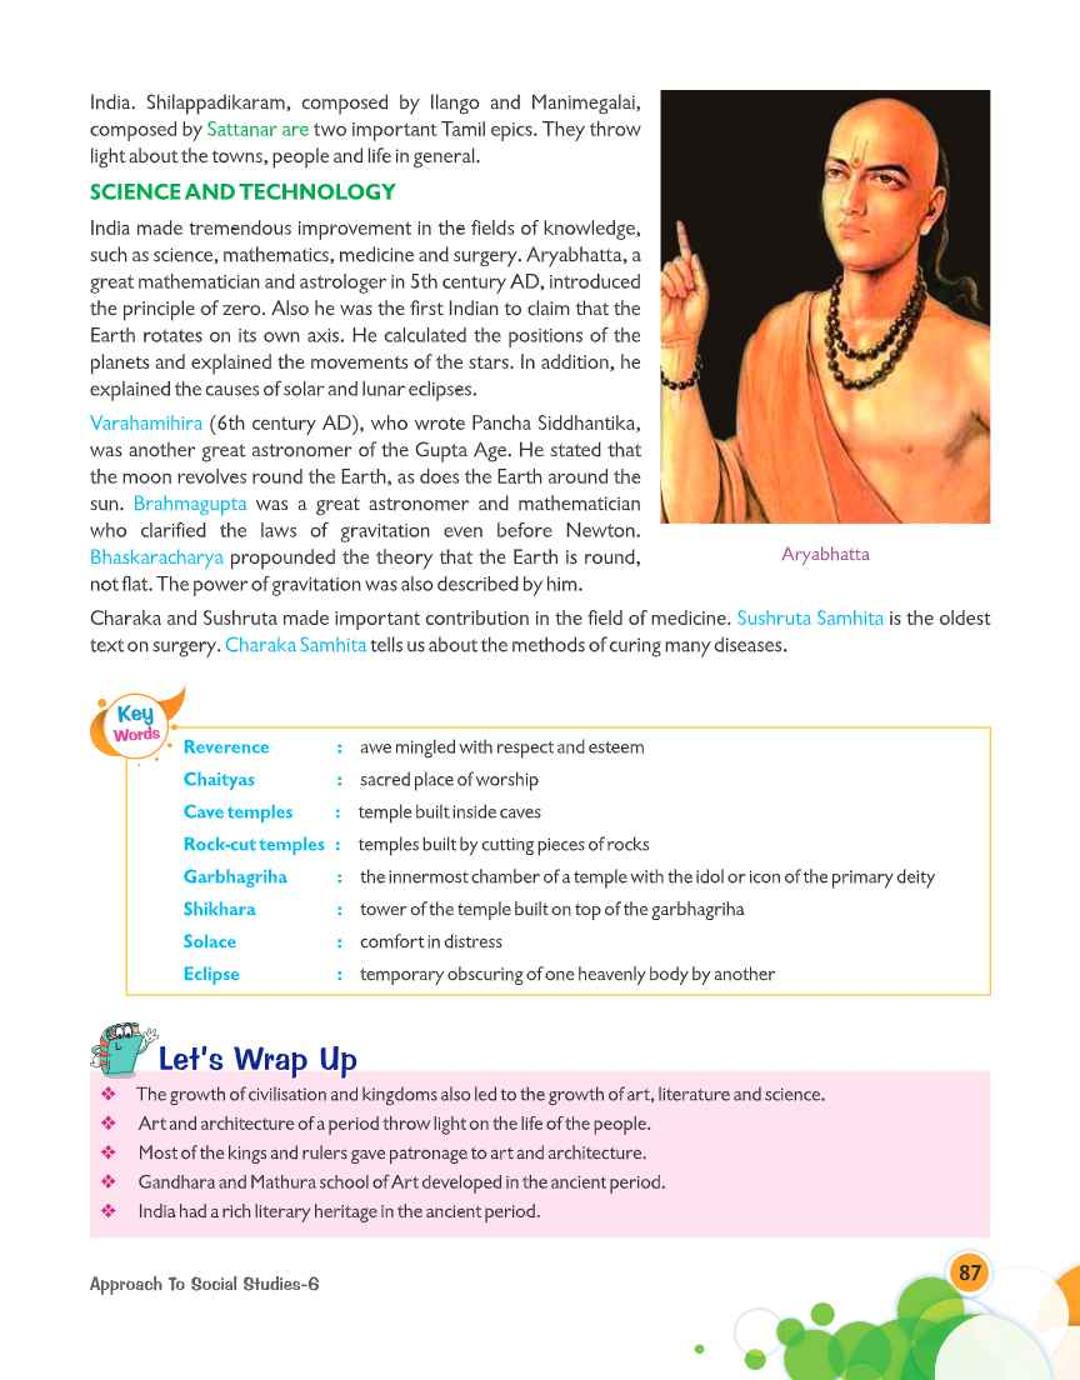 India. Shilappadikaram, composed by Ilango and Manimegalai,
composed by Sattanar are two important Tamil epics. They throw
light about the towns, people and life in general.
SCIENCE AND TECHNOLOGY
India made tremendous improvement in the fields of knowledge,
such as science, mathematics, medicine and surgery. Aryabhatta, a
great mathematician and astrologer in 5th century AD, introduced
the principle of zero. Also he was the first Indian to claim that the
Earth rotates on its own axis. He calculated the positions of the
planets and explained the movements of the stars. In addition, he
explained the causes of solar and lunar eclipses.
Varahamihira (6th century AD), who wrote Pancha Siddhantika,
was another great astronomer of the Gupta Age. He stated that
the moon revolves round the Earth, as does the Earth around the
sun. Brahmagupta was a great astronomer and mathematician
who clarified the laws of gravitation even before Newton.
Bhaskaracharya propounded the theory that the Earth is round,
not flat. The power of gravitation was also described by him.
Aryabhatta
Charaka and Sushruta made important contribution in the field of medicine. Sushruta Samhita is the oldest
text on surgery. Charaka Samhita tells us about the methods of curing many diseases.
Key
Words
Reverence : awe mingled with respect and esteem
Chaityas : sacred place of worship
Cave temples : temple built inside caves
Rock-cut temples : temples built by cutting pieces of rocks
Garbhagriha : the innermost chamber of a temple with the idol or icon of the primary deity
Shikhara : tower of the temple built on top of the garbhagriha
Solace : comfort in distress
Eclipse : temporary obscuring of one heavenly body by another
Let's Wrap Up
❖ The growth of civilisation and kingdoms also led to the growth of art, literature and science.
❖ Art and architecture of a period throw light on the life of the people.
❖ Most of the kings and rulers gave patronage to art and architecture.
❖ Gandhara and Mathura school of Art developed in the ancient period.
❖ India had a rich literary heritage in the ancient period.
Approach To Social Studies-6
87